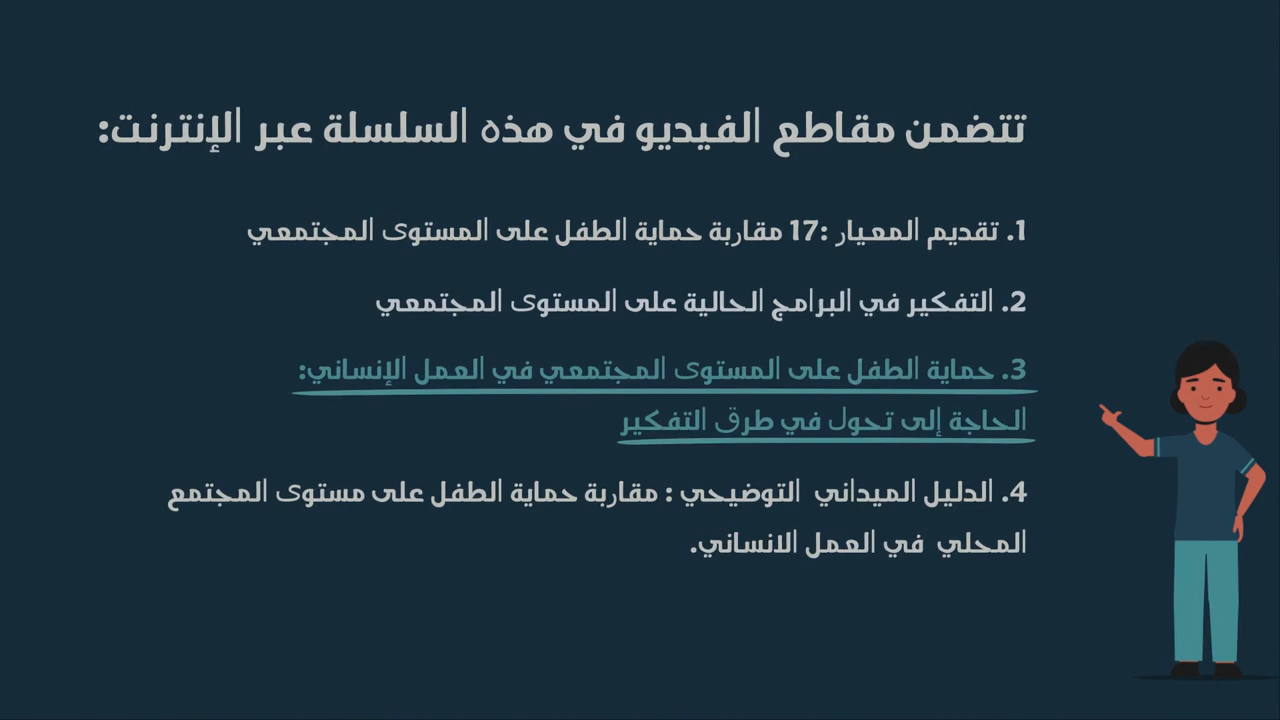 تتضمن مقاطع الفيديو في هذه السلسلة عبر الإنترنت:
1. تقديم المعيار :17 مقاربة حماية الطفل على المستوى المجتمعي
2. التفكير في البرامج الحالية على المستوى المجتمعي
3. حماية الطفل على المستوى المجتمعي في العمل الإنساني:
الحاجة إلى تحول في طرق التفكير
4. الدليل الميداني التوضيحي : مقاربة حماية الطفل على مستوى المجتمع
المحلي في العمل الانساني.